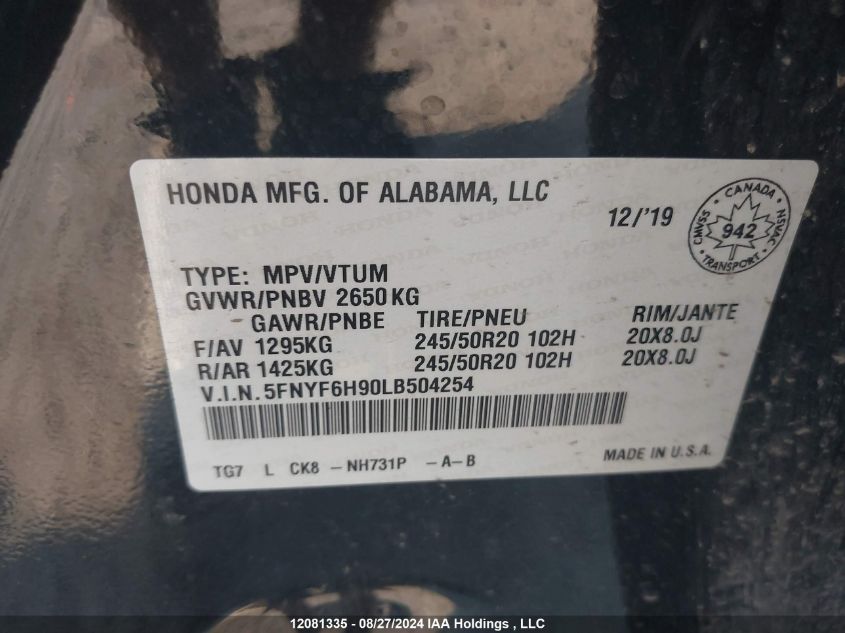 HONDA MFG. OF ALABAMA, LLC
12/'19
CANADA
CMVSS
942
NSVAC
TRANSPORT
TYPE: MPV/VTUM
GVWR/PNBV 2650KG
GAWR/PNBE TIRE/PNEU RIM/JANTE
F/AV 1295KG 245/50R20 102H 20X8.0J
R/AR 1425KG 245/50R20 102H 20X8.0J
V.I.N.5FNYF6H90LB504254
TG7 L CK8 -NH731P -A-B MADE IN U.S.A.
12081335 - 08/27/2024 IAA Holdings , LLC